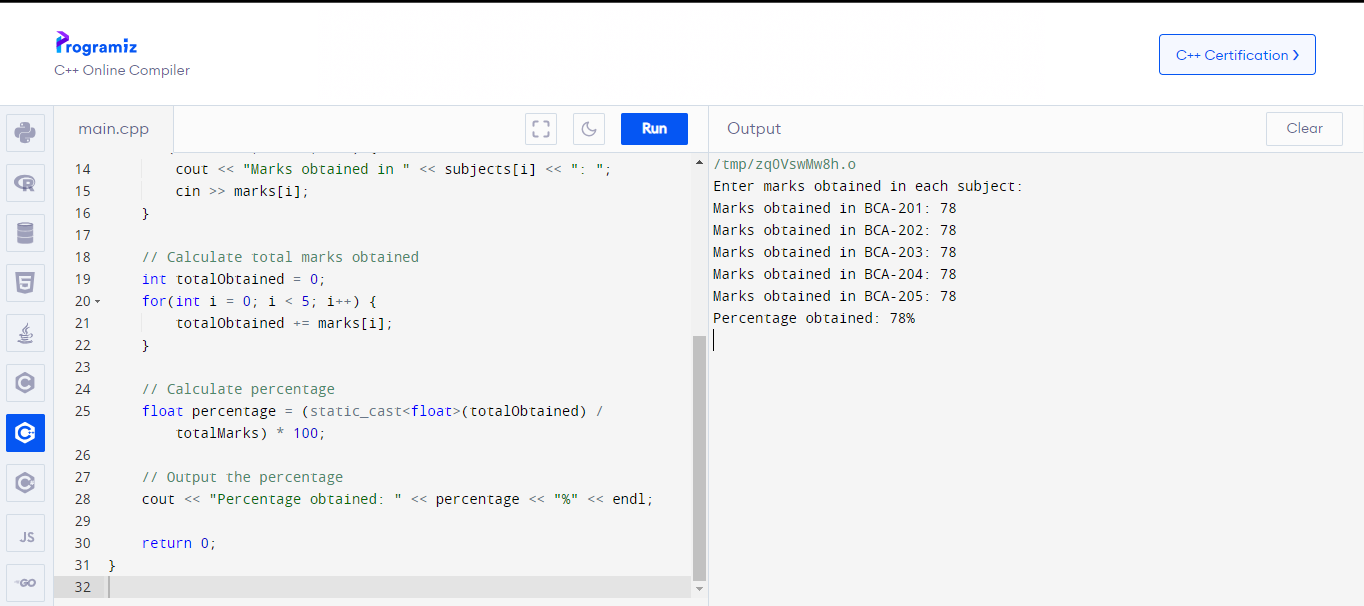 Programiz
C++ Online Compiler
C++ Certification >
main.cpp
Run
Output
Clear
14 cout << "Marks obtained in " << subjects[i] << ": ";
15 cin >> marks[i];
16 }
17
18 // Calculate total marks obtained
19 int totalObtained = 0;
20 for(int i = 0; i < 5; i++) {
21 totalObtained += marks[i];
22 }
23
24 // Calculate percentage
25 float percentage = (static_cast<float>(totalObtained) /
totalMarks) * 100;
26
27 // Output the percentage
28 cout << "Percentage obtained: " << percentage << "%" << endl;
29
30 return 0;
31 }
32
/tmp/zqOVswMw8h.o
Enter marks obtained in each subject:
Marks obtained in BCA-201: 78
Marks obtained in BCA-202: 78
Marks obtained in BCA-203: 78
Marks obtained in BCA-204: 78
Marks obtained in BCA-205: 78
Percentage obtained: 78%
R
5
C
C
C
JS
GO